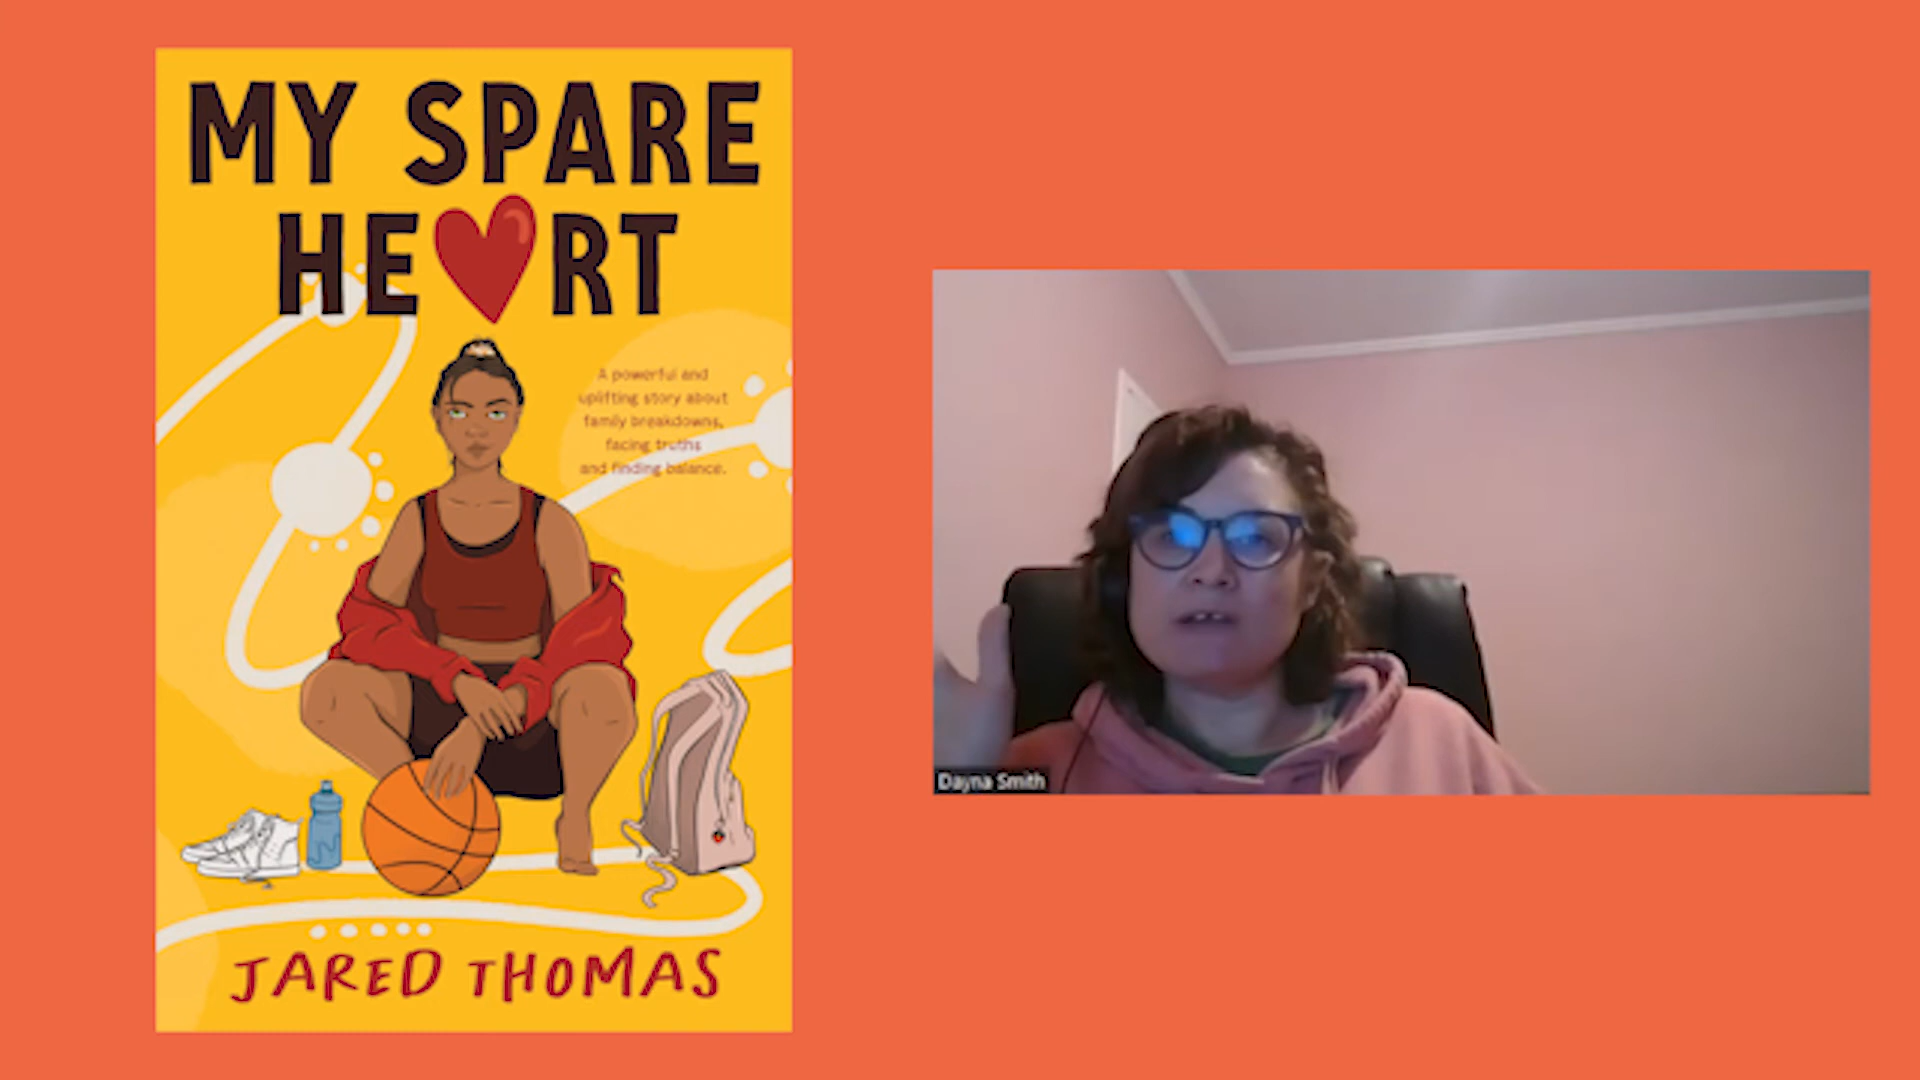 MY SPARE
HE RT
A powerful and
uplifting story about
family breakdowns,
facing truths
and finding balance.
JARED THOMAS
Dayna Smith